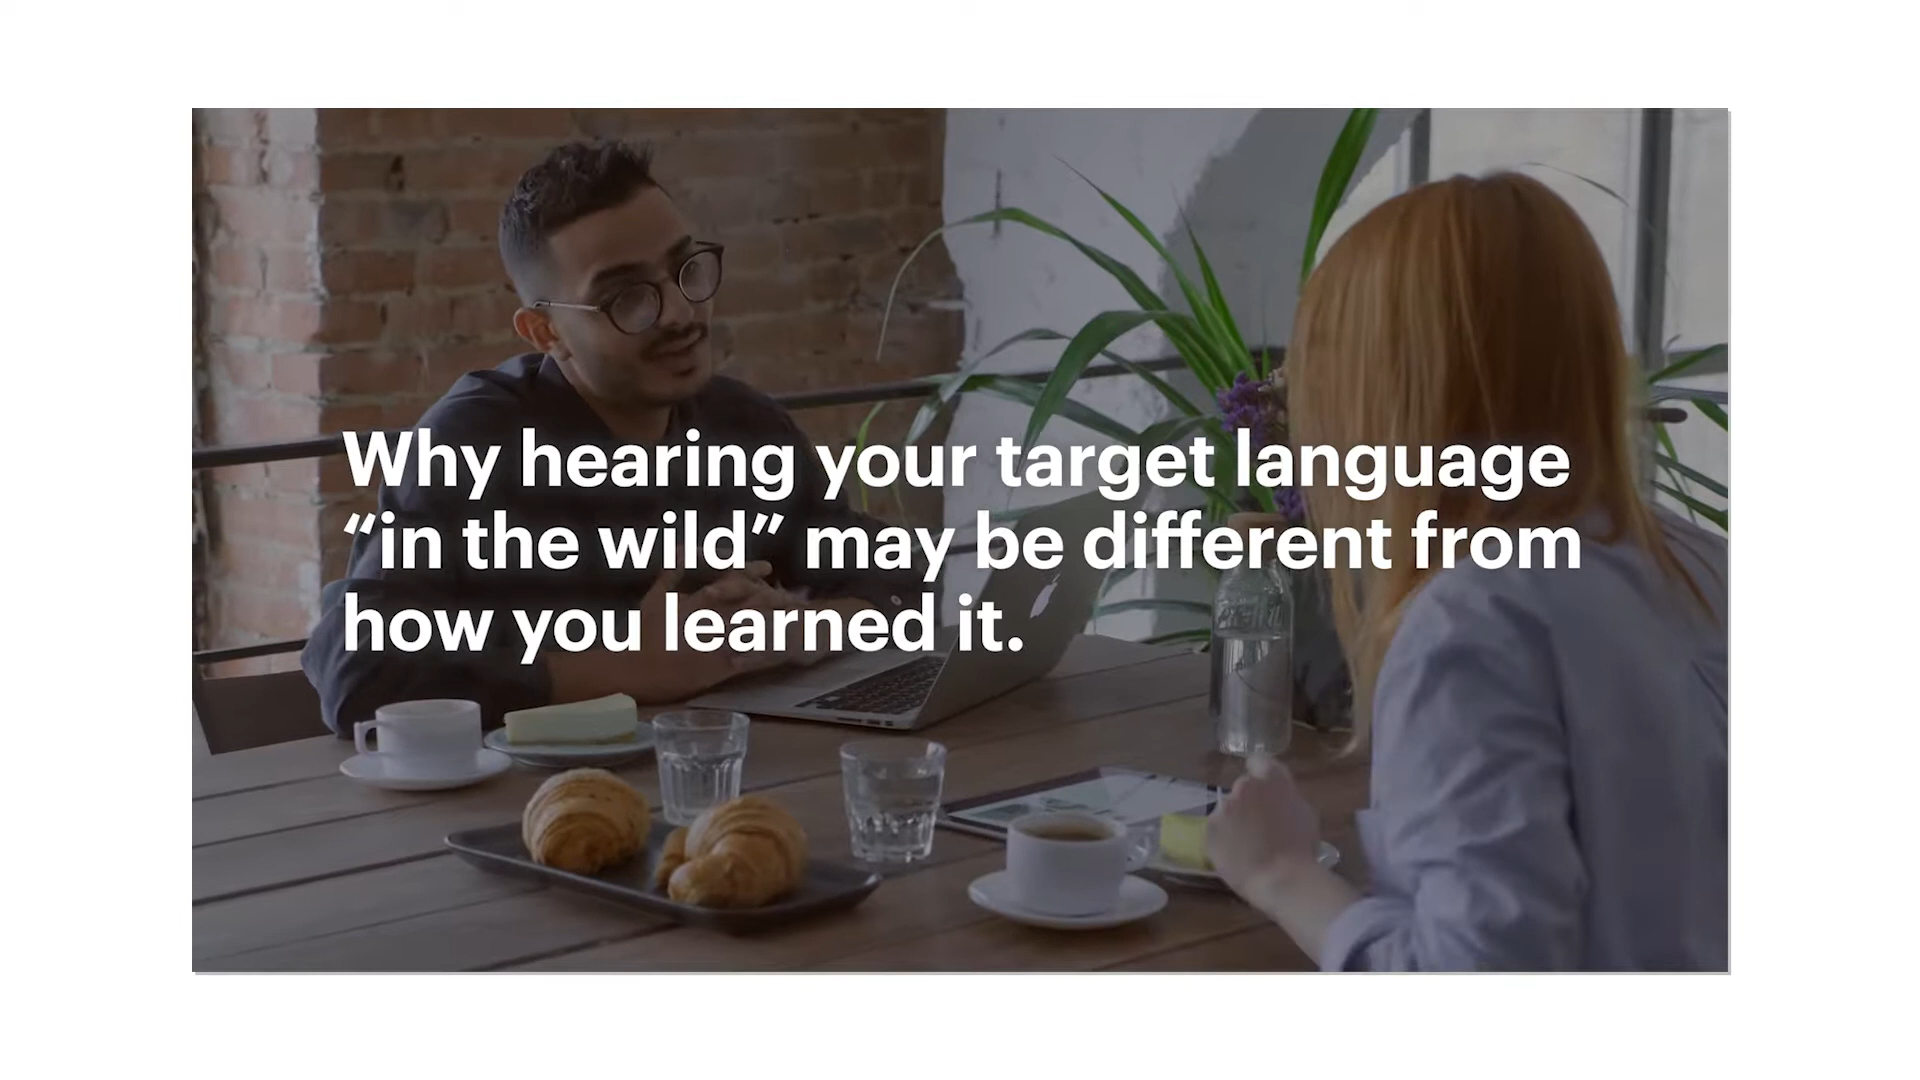 Why hearing your target language
“in the wild” may be different from
how you learned it.